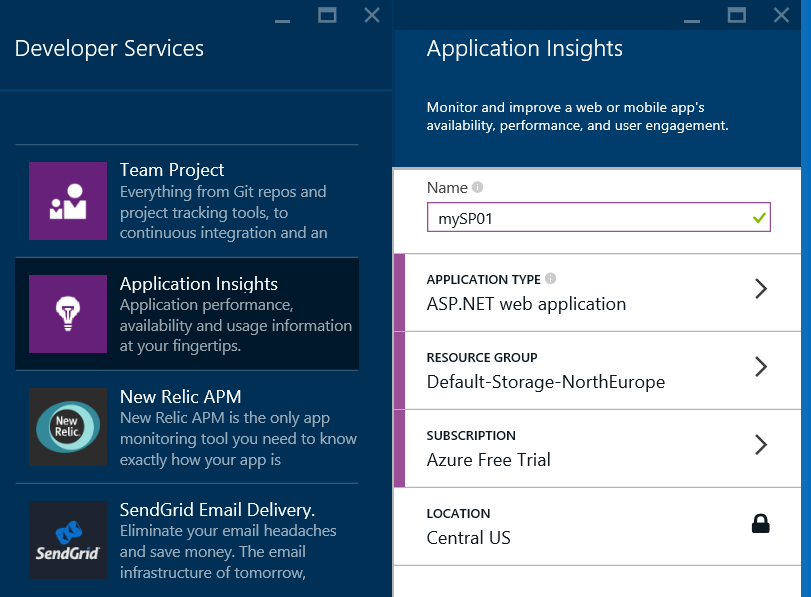 Developer Services
Team Project
Everything from Git repos and
project tracking tools, to
continuous integration and an
Application Insights
Application performance,
availability and usage information
at your fingertips.
New
Relic.
New Relic APM
New Relic APM is the only app
monitoring tool you need to know
exactly how your app is
SendGrid
SendGrid Email Delivery.
Eliminate your email headaches
and save money. The email
infrastructure of tomorrow,
Application Insights
Monitor and improve a web or mobile app's
availability, performance, and user engagement.
Name
mySP01
APPLICATION TYPE
ASP.NET web application
RESOURCE GROUP
Default-Storage-NorthEurope
SUBSCRIPTION
Azure Free Trial
LOCATION
Central US